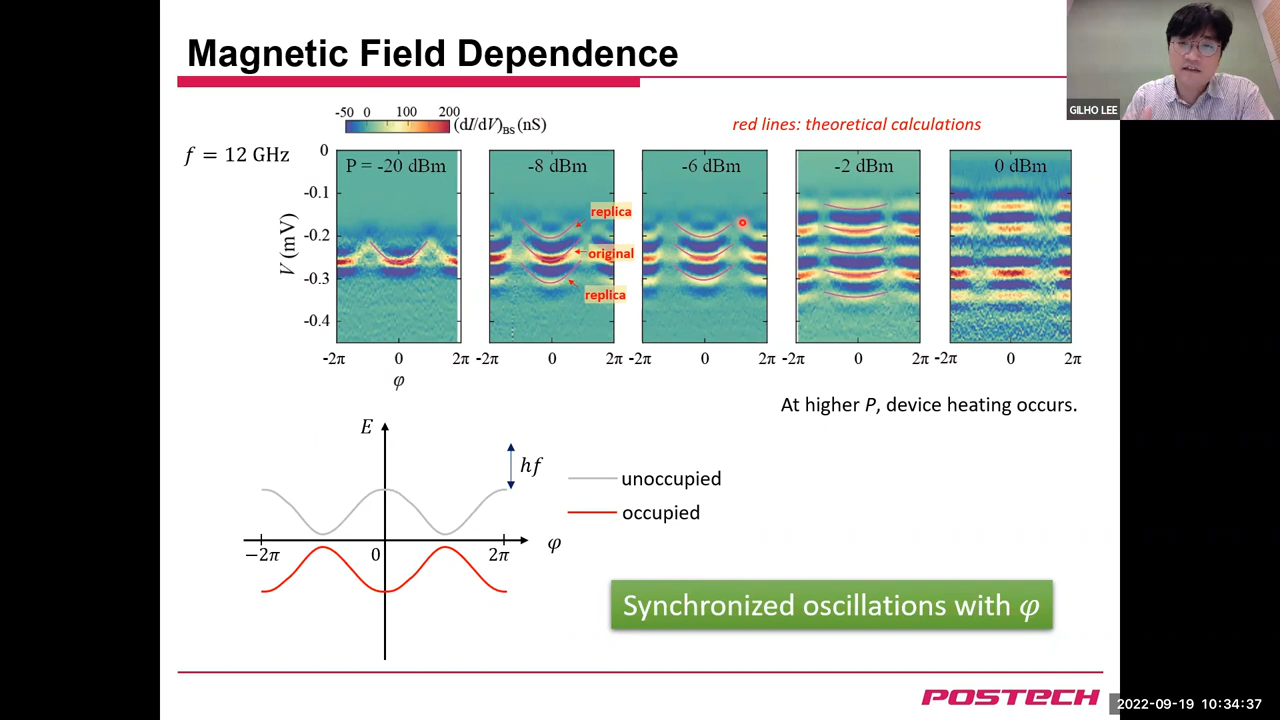 Magnetic Field Dependence
GILHO LEE
-50 0 100 200
(dI/dV)BS (nS)
red lines: theoretical calculations
f = 12 GHz
P = -20 dBm
-8 dBm
-6 dBm
-2 dBm
0 dBm
0
-0.1
-0.2
-0.3
-0.4
V (mV)
replica
original
replica
-2π 0 2π -2π 0 2π -2π 0 2π -2π 0 2π -2π 0 2π
φ
At higher P, device heating occurs.
E
hf
unoccupied
occupied
−2π 0 2π φ
Synchronized oscillations with φ
POSTECH
2022-09-19 10:34:37